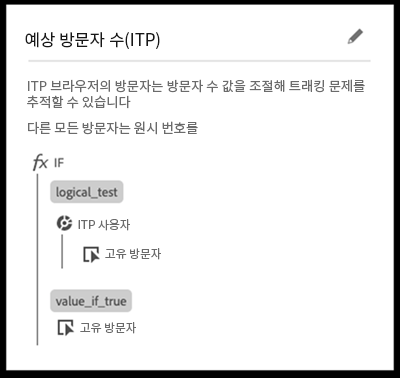 예상 방문자 수(ITP)
ITP 브라우저의 방문자는 방문자 수 값을 조절해 트래킹 문제를
추적할 수 있습니다
다른 모든 방문자는 원시 번호를
fx IF
logical_test
ITP 사용자
고유 방문자
value_if_true
고유 방문자